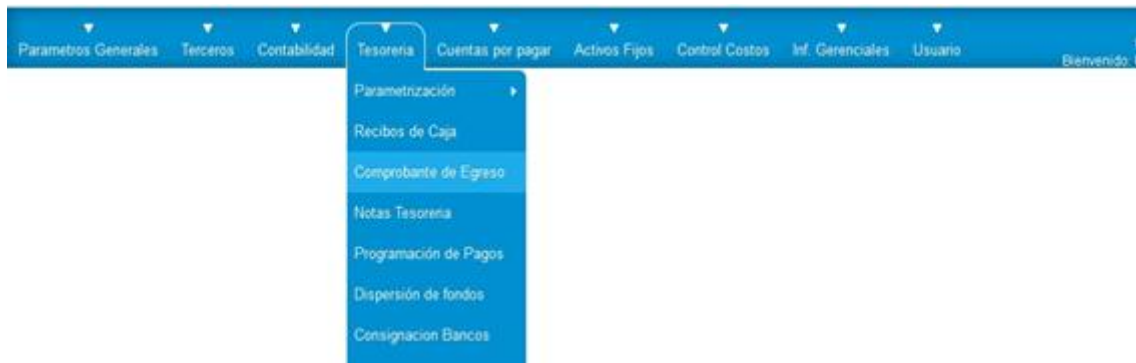 Parametros Generales Terceros Contabilidad Tesoreria Cuentas por pagar Activos Fijos Control Costos Inf. Gerenciales Usuario
Bienvenido:
Parametrización
Recibos de Caja
Comprobante de Egreso
Notas Tesoreria
Programación de Pagos
Dispersión de fondos
Consignacion Bancos